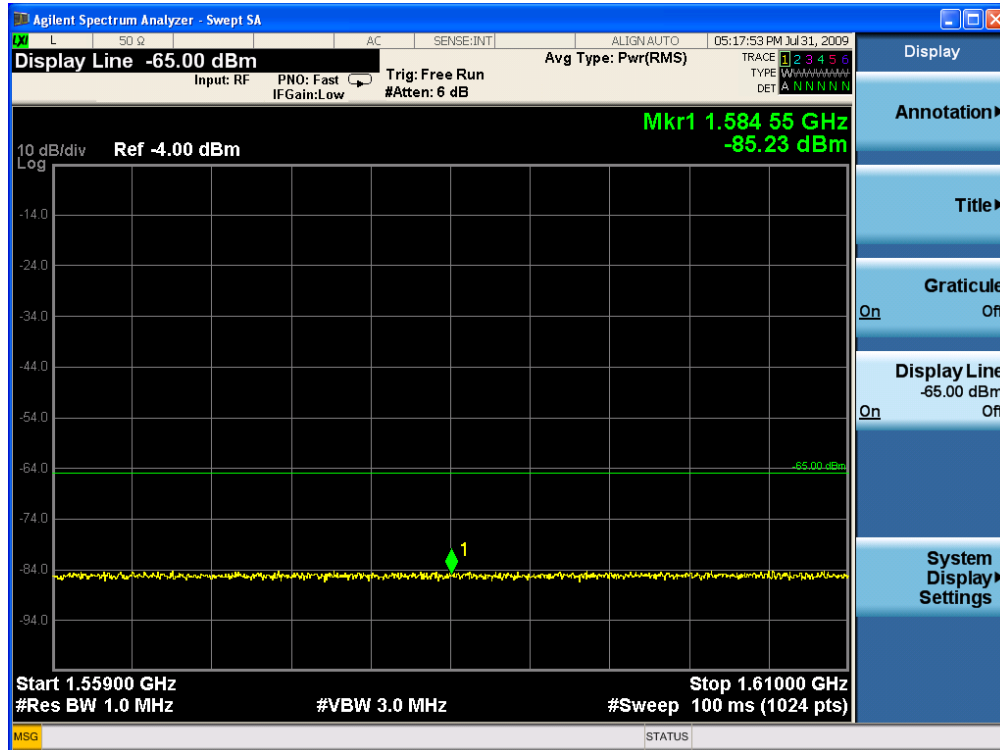 Agilent Spectrum Analyzer - Swept SA
LXI L 50 Ω AC SENSE:INT ALIGN AUTO 05:17:53 PM Jul 31, 2009
Display Line -65.00 dBm
Input: RF
PNO: Fast
IFGain:Low
Trig: Free Run
#Atten: 6 dB
Avg Type: Pwr(RMS)
TRACE 1 2 3 4 5 6
TYPE
DET A N N N N N
Mkr1 1.584 55 GHz
-85.23 dBm
10 dB/div Ref -4.00 dBm
Log
-14.0
-24.0
-34.0
-44.0
-54.0
-64.0
-65.00 dBm
-74.0
1
-84.0
-94.0
Start 1.55900 GHz Stop 1.61000 GHz
#Res BW 1.0 MHz #VBW 3.0 MHz #Sweep 100 ms (1024 pts)
MSG STATUS
Display
Annotation
Title
Graticule
On Off
Display Line
-65.00 dBm
On Off
System
Display
Settings